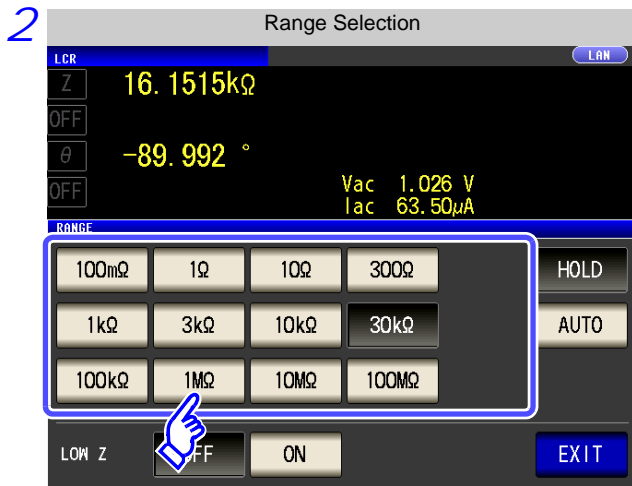 2
Range Selection
LCR LAN
Z 16.1515kΩ
OFF
θ -89.992 °
OFF
Vac 1.026 V
Iac 63.50μA
RANGE
100mΩ 1Ω 10Ω 300Ω HOLD
1kΩ 3kΩ 10kΩ 30kΩ AUTO
100kΩ 1MΩ 10MΩ 100MΩ
LOW Z OFF ON EXIT